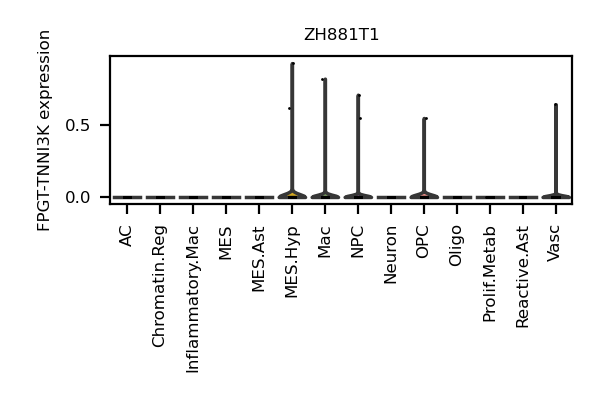 ZH881T1
FPGT-TNNI3K expression
0.5
0.0
AC
Chromatin.Reg
Inflammatory.Mac
MES
MES.Ast
MES.Hyp
Mac
NPC
Neuron
OPC
Oligo
Prolif.Metab
Reactive.Ast
Vasc